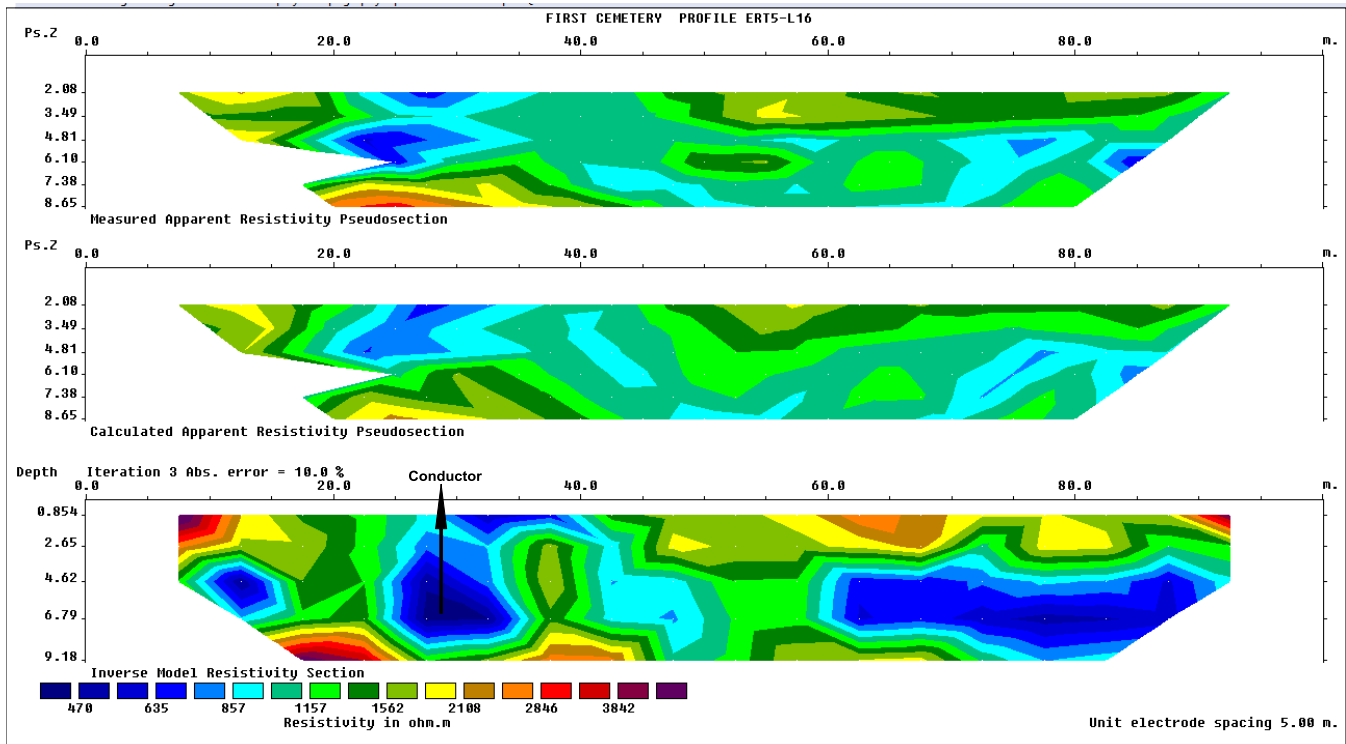 FIRST CEMETERY PROFILE ERT5-L16
Ps.Z 0.0 20.0 40.0 60.0 80.0 m.
2.08
3.49
4.81
6.10
7.38
8.65
Measured Apparent Resistivity Pseudosection
Ps.Z 0.0 20.0 40.0 60.0 80.0 m.
2.08
3.49
4.81
6.10
7.38
8.65
Calculated Apparent Resistivity Pseudosection
Depth Iteration 3 Abs. error = 10.0 %
Conductor
0.0 20.0 40.0 60.0 80.0 m.
0.854
2.65
4.62
6.79
9.18
Inverse Model Resistivity Section
470 635 857 1157 1562 2108 2846 3842
Resistivity in ohm.m
Unit electrode spacing 5.00 m.